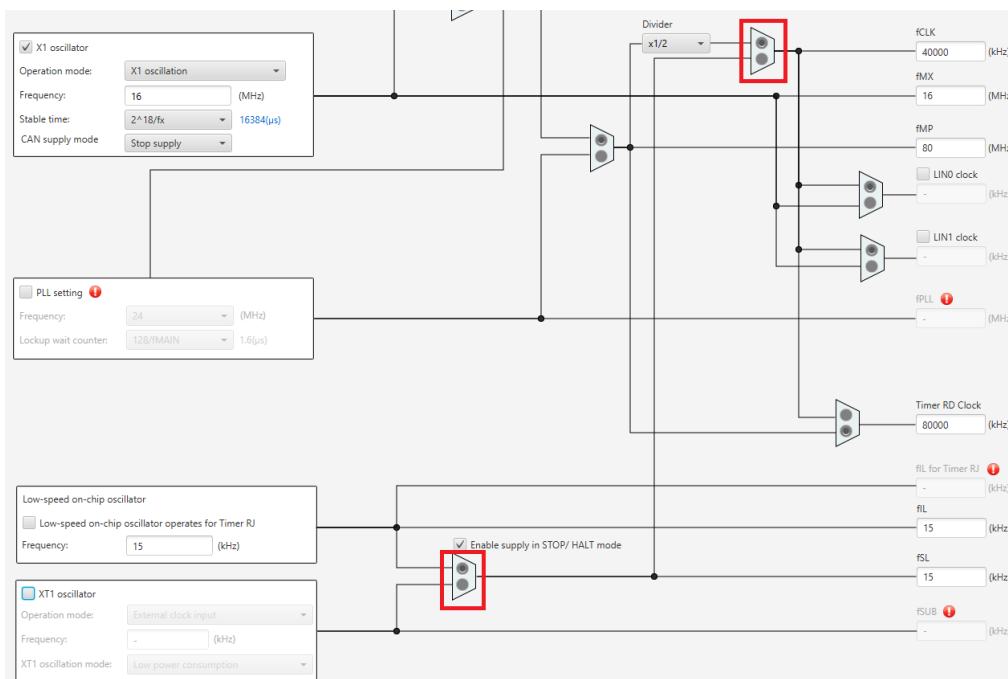 Divider
x1/2
fCLK
40000 (kHz)
X1 oscillator
Operation mode: X1 oscillation
Frequency: 16 (MHz)
Stable time: 2^18/fx 16384(μs)
CAN supply mode Stop supply
fMX
16 (MHz
fMP
80 (MHz
LIN0 clock
- (kHz)
LIN1 clock
- (kHz)
PLL setting
Frequency: 24 (MHz)
Lockup wait counter: 128/fMAIN 1.6(μs)
fPLL
- (MHz
Timer RD Clock
80000 (kHz)
Low-speed on-chip oscillator
Low-speed on-chip oscillator operates for Timer RJ
Frequency: 15 (kHz)
Enable supply in STOP/ HALT mode
fIL for Timer RJ
- (kHz)
fIL
15 (kHz)
fSL
15 (kHz)
XT1 oscillator
Operation mode: External clock input
Frequency: - (kHz)
XT1 oscillation mode: Low power consumption
fSUB
- (kHz)